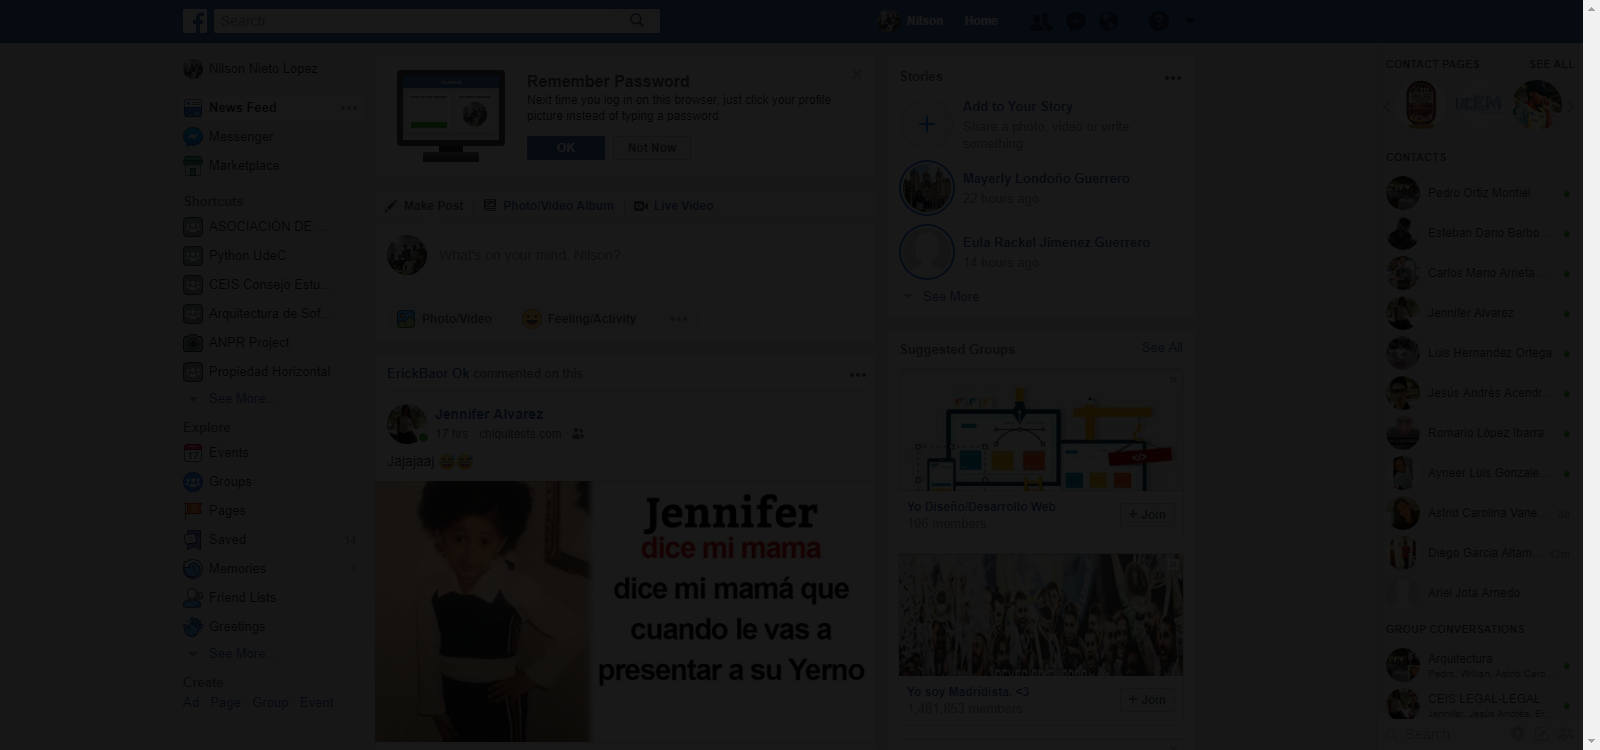 Search
Nilson
Home
Nilson Nieto Lopez
News Feed
Messenger
Marketplace
Shortcuts
ASOCIACIÓN DE ...
Python UdeC
CEIS Consejo Estu...
Arquitectura de Sof...
ANPR Project
Propiedad Horizontal
See More...
Explore
17
Events
Groups
Pages
Saved 14
Memories 1
Friend Lists
Greetings
See More...
Create
Ad Page Group Event
Remember Password
Next time you log in on this browser, just click your profile
picture instead of typing a password.
OK
Not Now
Make Post
Photo/Video Album
Live Video
What's on your mind, Nilson?
Photo/Video
Feeling/Activity
ErickBaor Ok commented on this.
Jennifer Alvarez
17 hrs · chiquitests.com
Jajajaaj
Jennifer
dice mi mama
dice mi mamá que
cuando le vas a
presentar a su Yerno
Stories
Add to Your Story
Share a photo, video or write
something
Mayerly Londoño Guerrero
22 hours ago
Eula Rackel Jimenez Guerrero
14 hours ago
See More
Suggested Groups
See All
Yo Diseño/Desarrollo Web
106 members
+ Join
Yo soy Madridista. <3
1,481,853 members
+ Join
CONTACT PAGES
SEE ALL
CONTACTS
Pedro Ortiz Montiel
Esteban Dario Barbo...
Carlos Mario Arrieta
Jennifer Alvarez
Luis Hernandez Ortega
Jesús Andrés Acendr...
Romario López Ibarra
Ayneer Luis Gonzale...
Astrid Carolina Vane...
Diego Garcia Altam...
Ariel Jota Arnedo
GROUP CONVERSATIONS
Arquitectura
Pedro, Willian, Astrid Caro...
CEIS LEGAL-LEGAL
Jennifer, Jesús Andrés, Er...
Search